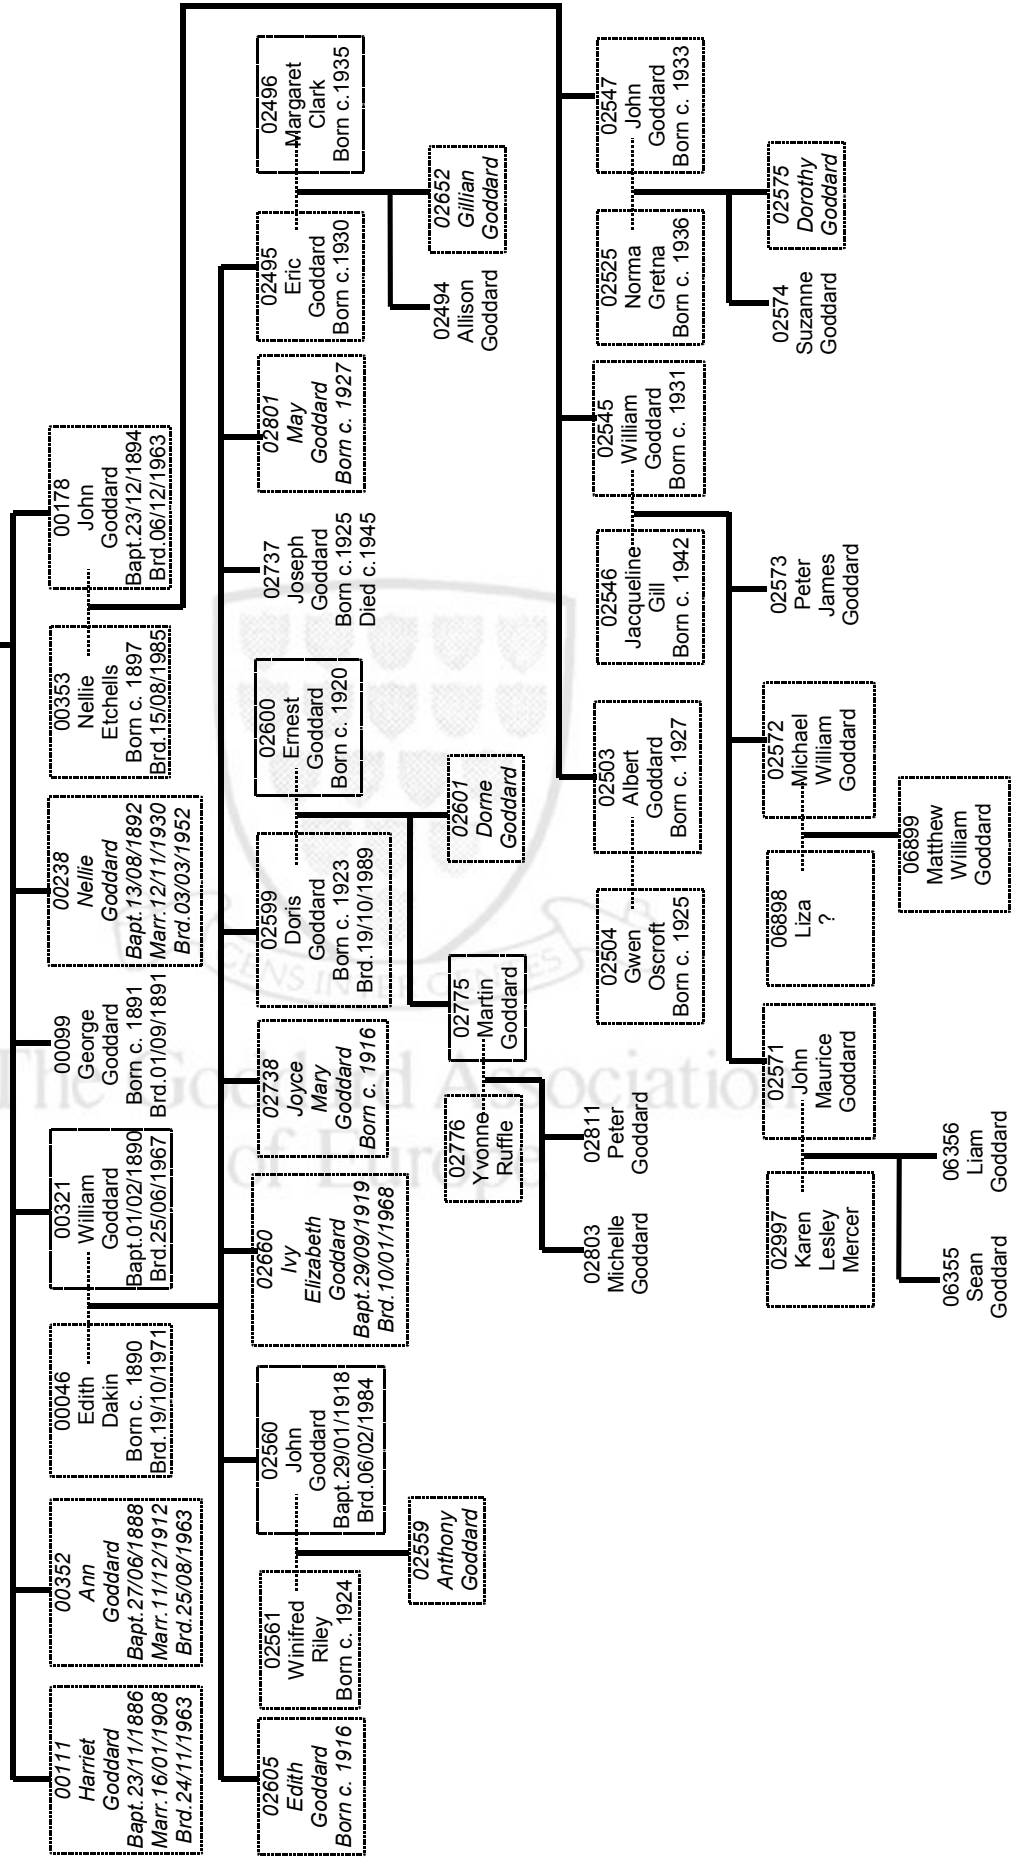 00111
Harriet
Goddard
Bapt.23/11/1886
Marr.16/01/1908
Brd.24/11/1963
00352
Ann
Goddard
Bapt.27/06/1888
Marr.11/12/1912
Brd.25/08/1963
00046
Edith
Dakin
Born c. 1890
Brd.19/10/1971
00321
William
Goddard
Bapt.01/02/1890
Brd.25/06/1967
00099
George
Goddard
Born c. 1891
Brd.01/09/1891
00238
Nellie
Goddard
Bapt.13/08/1892
Marr.12/11/1930
Brd.03/03/1952
00353
Nellie
Etchells
Born c. 1897
Brd.15/08/1985
00178
John
Goddard
Bapt.23/12/1894
Brd.06/12/1963
02605
Edith
Goddard
Born c. 1916
02561
Winifred
Riley
Born c. 1924
02560
John
Goddard
Bapt.29/01/1918
Brd.06/02/1984
02660
Ivy
Elizabeth
Goddard
Bapt.29/09/1919
Brd.10/01/1968
02738
Joyce
Mary
Goddard
Born c. 1916
02599
Doris
Goddard
Born c. 1923
Brd.19/10/1989
02600
Ernest
Goddard
Born c. 1920
02737
Joseph
Goddard
Born c.1925
Died c.1945
02801
May
Goddard
Born c. 1927
02495
Eric
Goddard
Born c.1930
02496
Margaret
Clark
Born c.1935
02559
Anthony
Goddard
02776
Yvonne
Ruffle
02775
Martin
Goddard
02601
Dorne
Goddard
02494
Allison
Goddard
02652
Gillian
Goddard
02803
Michelle
Goddard
02811
Peter
Goddard
02504
Gwen
Oscroft
Born c. 1925
02503
Albert
Goddard
Born c. 1927
02546
Jacqueline
Gill
Born c. 1942
02545
William
Goddard
Born c. 1931
02525
Norma
Gretna
Born c. 1936
02547
John
Goddard
Born c. 1933
02997
Karen
Lesley
Mercer
02571
John
Maurice
Goddard
06898
Liza
?
02572
Michael
William
Goddard
02573
Peter
James
Goddard
02574
Suzanne
Goddard
02575
Dorothy
Goddard
06355
Sean
Goddard
06356
Liam
Goddard
06899
Matthew
William
Goddard
GENS INTER GENTES
The Goddard Association
of Europe